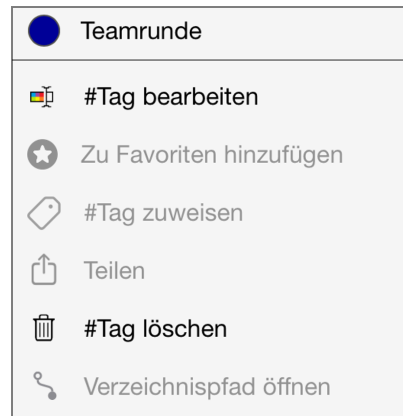 Teamrunde
#Tag bearbeiten
Zu Favoriten hinzufügen
#Tag zuweisen
Teilen
#Tag löschen
Verzeichnispfad öffnen